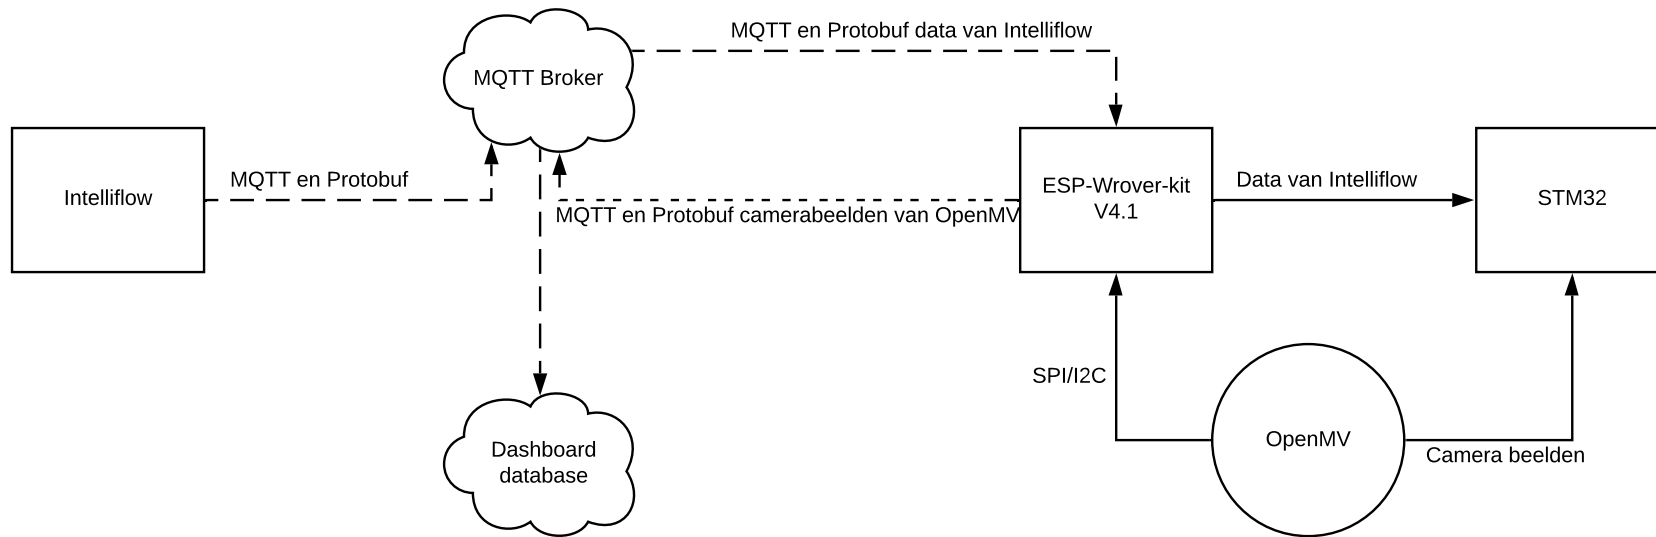 MQTT en Protobuf data van Intelliflow
MQTT Broker
MQTT en Protobuf
Intelliflow
ESP-Wrover-kit
V4.1
Data van Intelliflow
STM32
MQTT en Protobuf camerabeelden van OpenMV
SPI/I2C
OpenMV
Camera beelden
Dashboard
database